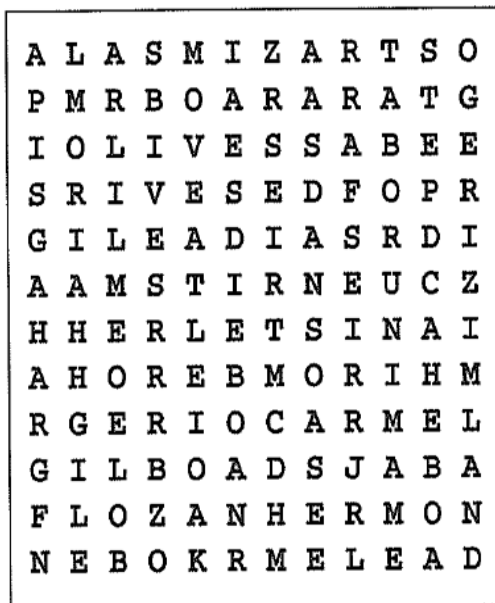 A L A S M I Z A R T S O
P M R B O A R A R A T G
I O L I V E S S A B E E
S R I V E S E D F O P R
G I L E A D I A S R D I
A A M S T I R N E U C Z
H H E R L E T S I N A I
A H O R E B M O R I H M
R G E R I O C A R M E L
G I L B O A D S J A B A
F L O Z A N H E R M O N
N E B O K R M E L E A D